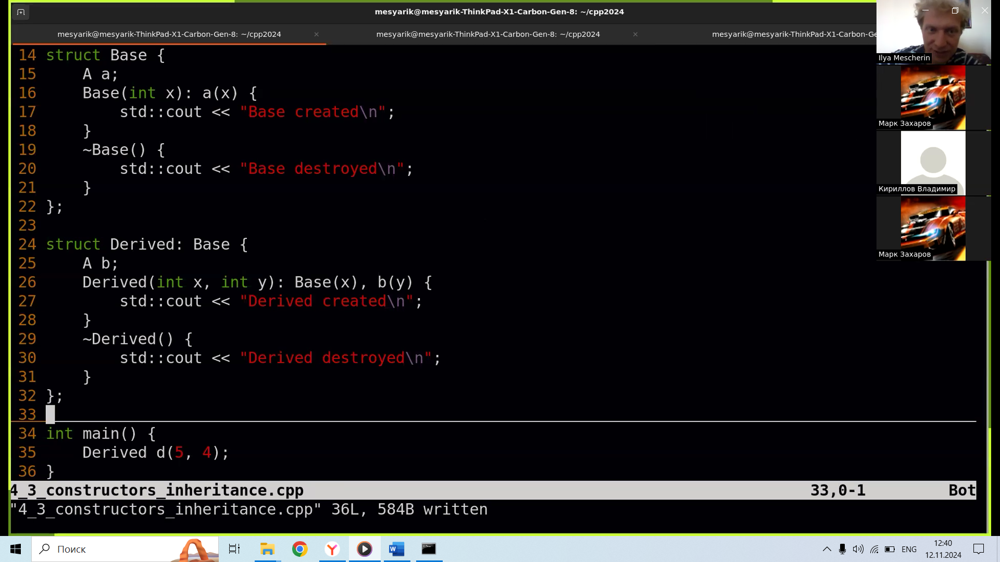 mesyarik@mesyarik-ThinkPad-X1-Carbon-Gen-8: ~/cpp2024
mesyarik@mesyarik-ThinkPad-X1-Carbon-Gen-8: ~/cpp2024 ×
mesyarik@mesyarik-ThinkPad-X1-Carbon-Gen-8: ~/cpp2024 ×
mesyarik@mesyarik-ThinkPad-X1-Carbon-Ge
14 struct Base {
15     A a;
16     Base(int x): a(x) {
17         std::cout << "Base created\n";
18     }
19     ~Base() {
20         std::cout << "Base destroyed\n";
21     }
22 };
23
24 struct Derived: Base {
25     A b;
26     Derived(int x, int y): Base(x), b(y) {
27         std::cout << "Derived created\n";
28     }
29     ~Derived() {
30         std::cout << "Derived destroyed\n";
31     }
32 };
33
34 int main() {
35     Derived d(5, 4);
36 }
4_3_constructors_inheritance.cpp 33,0-1 Bot
"4_3_constructors_inheritance.cpp" 36L, 584B written
Ilya Mescherin
Марк Захаров
Кириллов Владимир
Марк Захаров
Поиск
ENG
12:40
12.11.2024